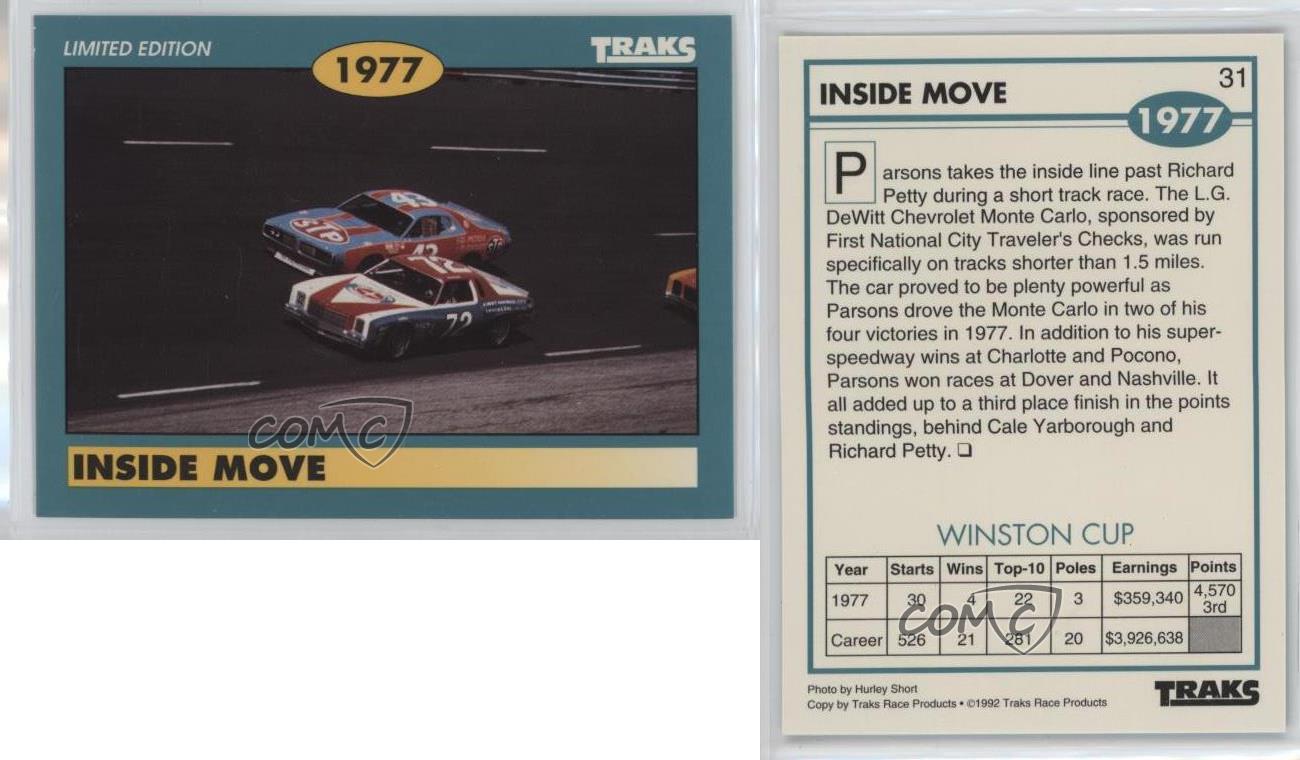 LIMITED EDITION
TRAKS
1977
43
STP
43
STP
72
72
INSIDE MOVE
COMC
INSIDE MOVE
31
1977
Parsons takes the inside line past Richard
Petty during a short track race. The L.G.
DeWitt Chevrolet Monte Carlo, sponsored by
First National City Traveler's Checks, was run
specifically on tracks shorter than 1.5 miles.
The car proved to be plenty powerful as
Parsons drove the Monte Carlo in two of his
four victories in 1977. In addition to his super-
speedway wins at Charlotte and Pocono,
Parsons won races at Dover and Nashville. It
all added up to a third place finish in the points
standings, behind Cale Yarborough and
Richard Petty. ❑
WINSTON CUP
Year Starts Wins Top-10 Poles Earnings Points
1977 30 4 22 3 $359,340 4,570 3rd
Career 526 21 281 20 $3,926,638
COMC
Photo by Hurley Short
Copy by Traks Race Products • ©1992 Traks Race Products
TRAKS